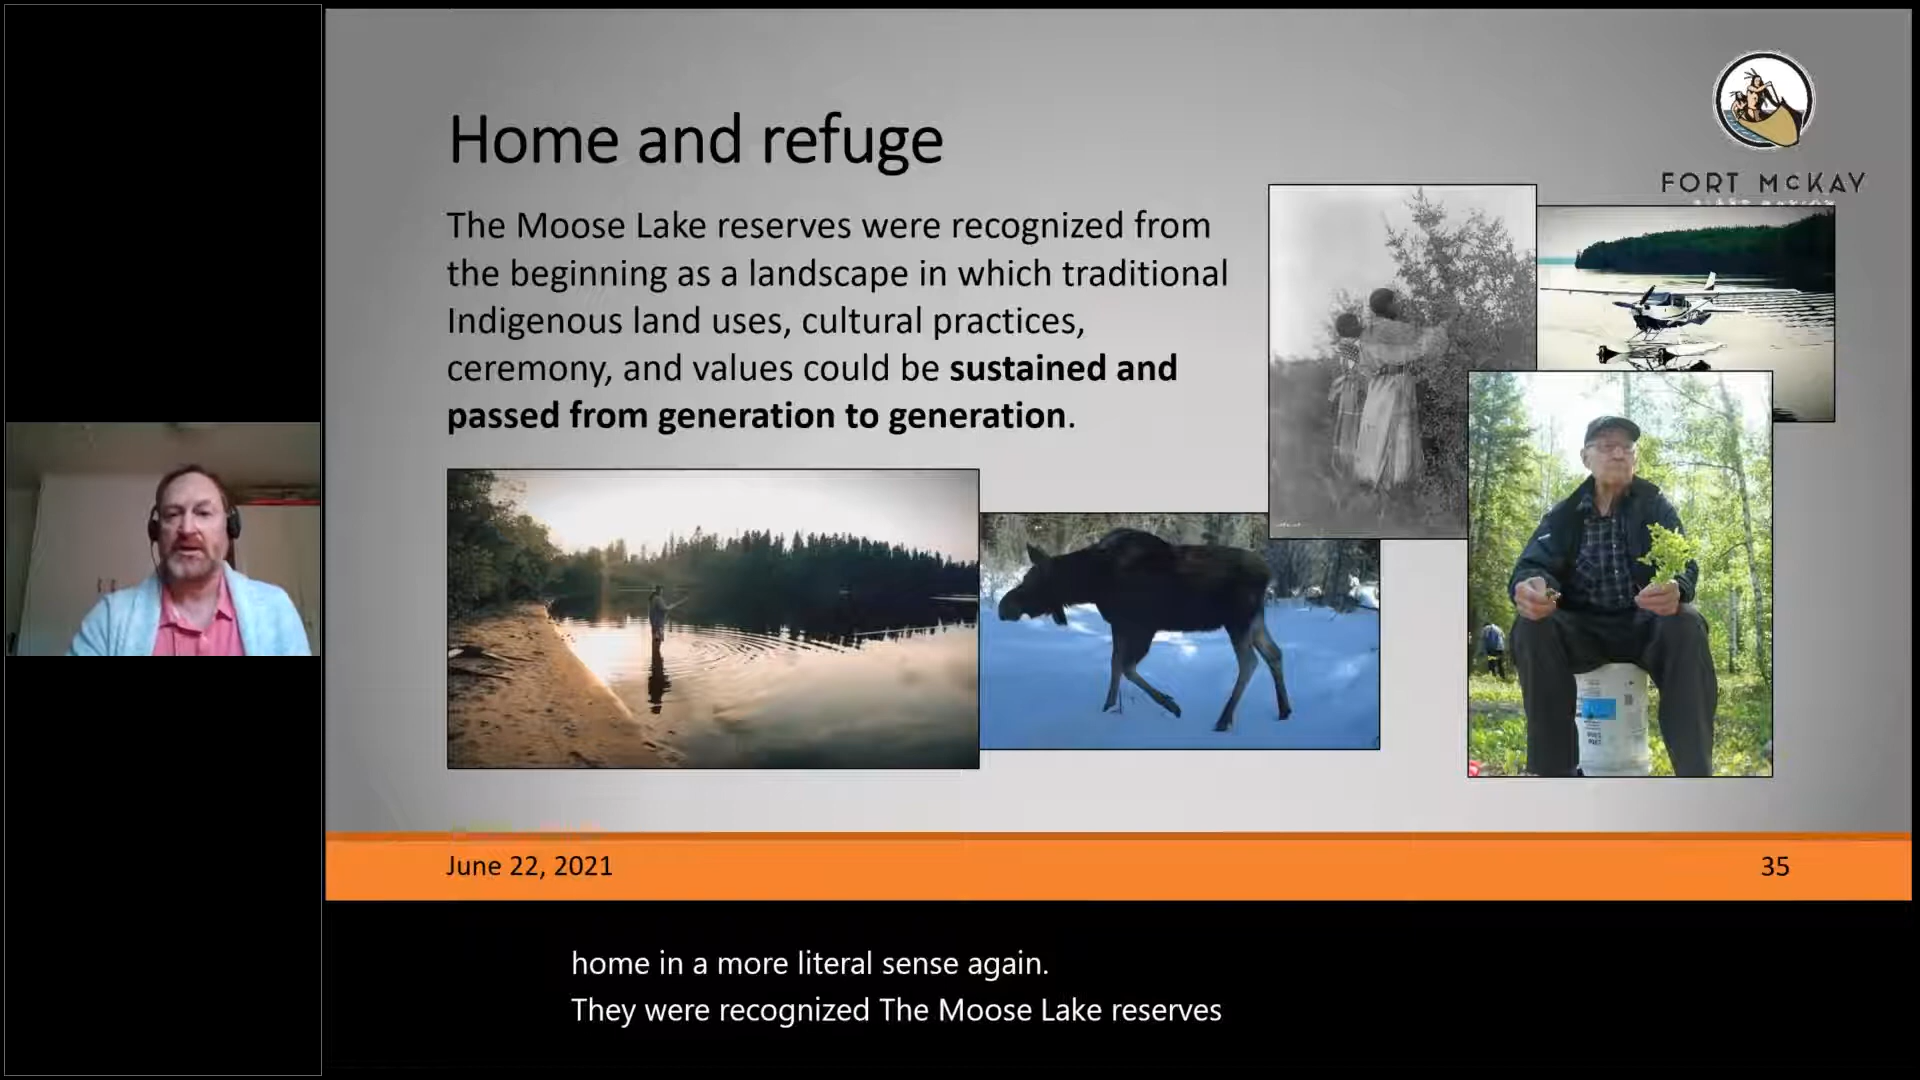 Home and refuge
FORT McKAY
The Moose Lake reserves were recognized from
the beginning as a landscape in which traditional
Indigenous land uses, cultural practices,
ceremony, and values could be sustained and
passed from generation to generation.
June 22, 2021
35
home in a more literal sense again.
They were recognized The Moose Lake reserves